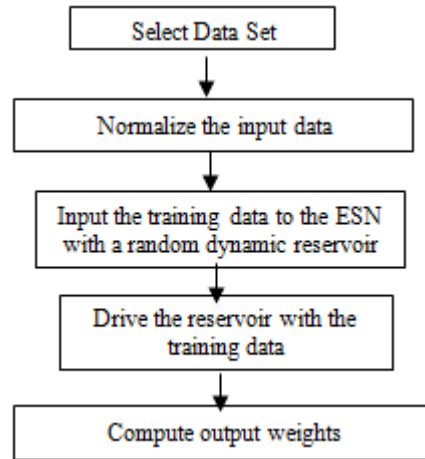 Select Data Set
Normalize the input data
Input the training data to the ESN
with a random dynamic reservoir
Drive the reservoir with the
training data
Compute output weights